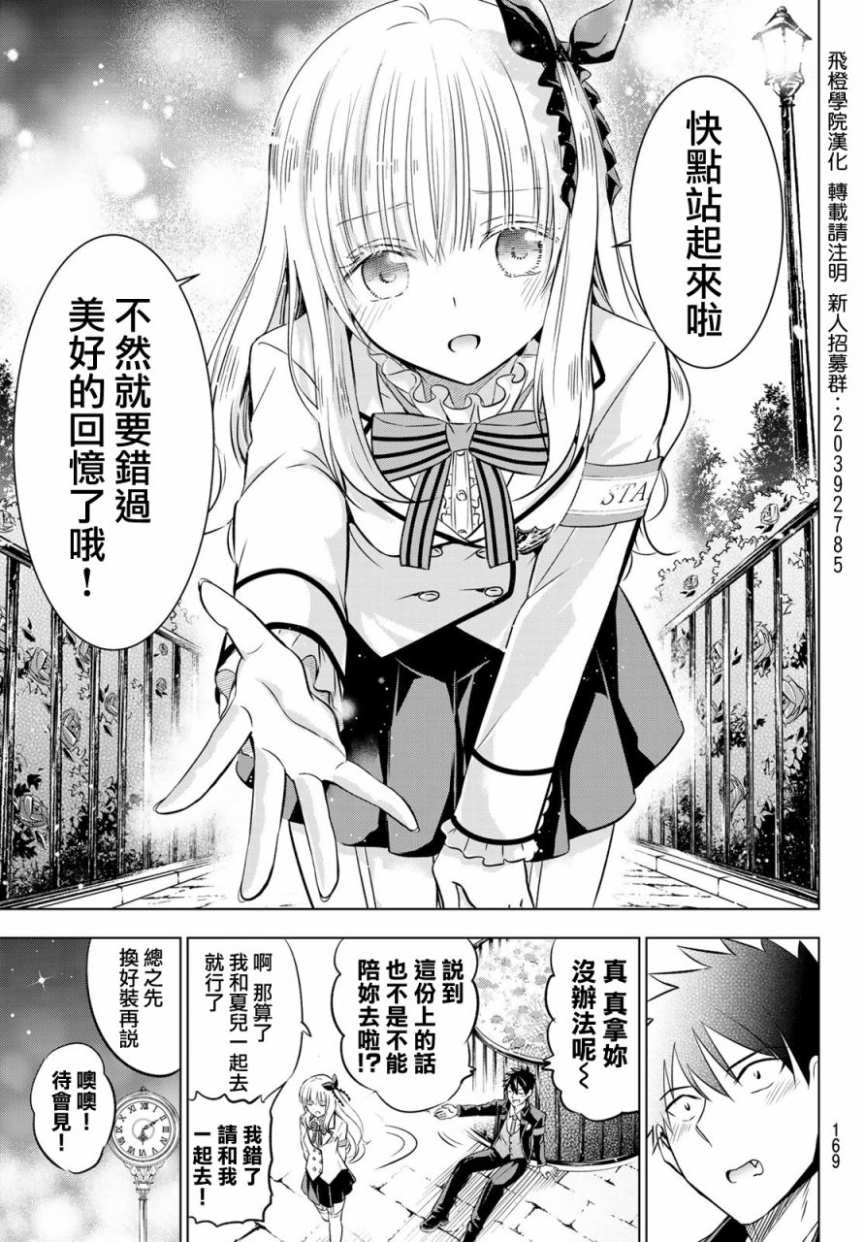 快點站起來啦
不然就要錯過
美好的回憶了哦！
STA
飛橙學院漢化 轉載請注明 新人招募群：20392785
真 真拿妳
沒辦法呢～
說到
這份上的話
也不是不能
陪妳去啦!?
啊 那算了
我和夏兒一起去
就行了
我錯了
請和我
一起去！
總之先
換好裝再說
噢噢！
待會見！
169